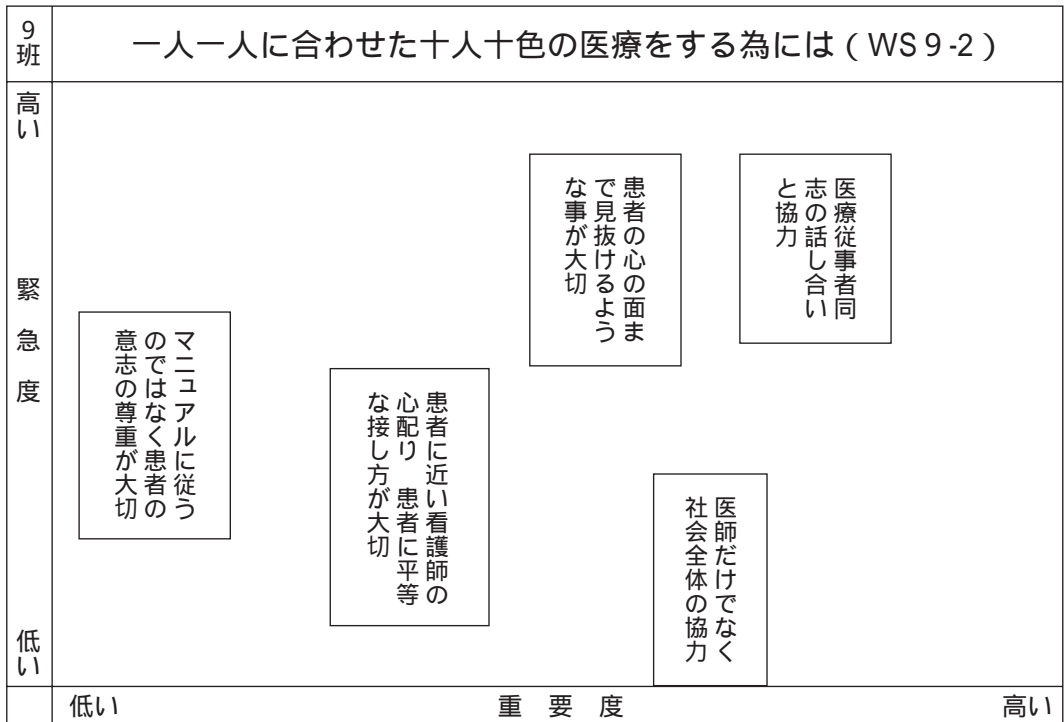 9班
一人一人に合わせた十人十色の医療をする為には（WS 9-2）
高い
緊急度
低い
医療従事者同
志の話し合い
と協力
患者の心の面ま
で見抜けるよう
な事が大切
マニュアルに従う
のではなく患者の
意志の尊重が大切
患者に近い看護師の
心配り　患者に平等
な接し方が大切
医師だけでなく
社会全体の協力
低い
重要度
高い